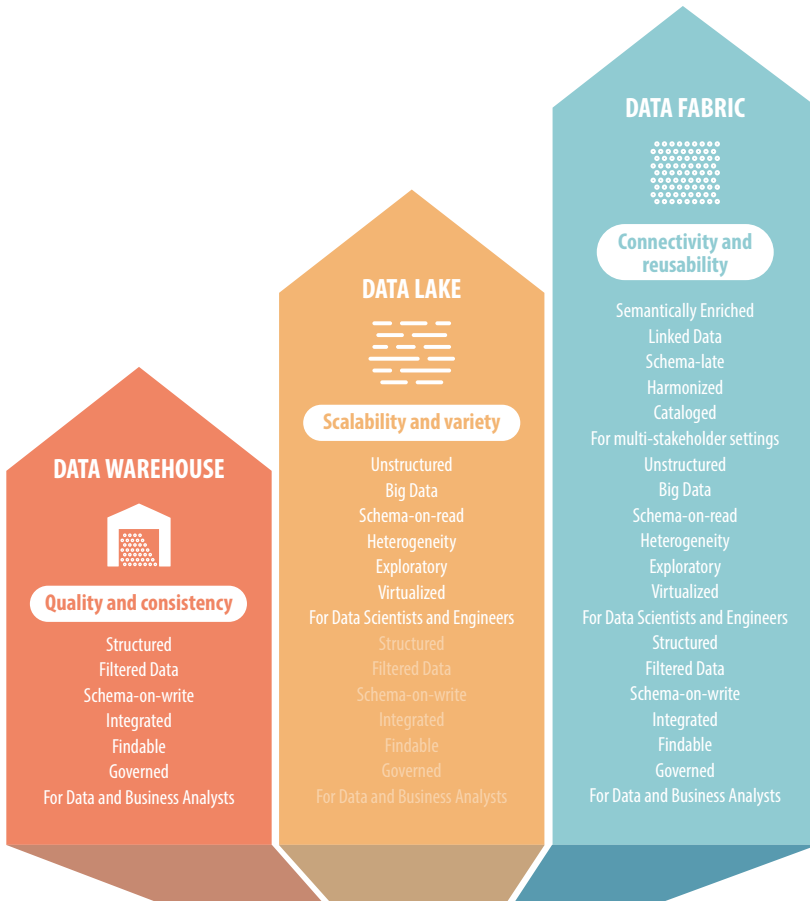 DATA WAREHOUSE
Quality and consistency
Structured
Filtered Data
Schema-on-write
Integrated
Findable
Governed
For Data and Business Analysts
DATA LAKE
Scalability and variety
Unstructured
Big Data
Schema-on-read
Heterogeneity
Exploratory
Virtualized
For Data Scientists and Engineers
Structured
Filtered Data
Schema-on-write
Integrated
Findable
Governed
For Data and Business Analysts
DATA FABRIC
Connectivity and
reusability
Semantically Enriched
Linked Data
Schema-late
Harmonized
Cataloged
For multi-stakeholder settings
Unstructured
Big Data
Schema-on-read
Heterogeneity
Exploratory
Virtualized
For Data Scientists and Engineers
Structured
Filtered Data
Schema-on-write
Integrated
Findable
Governed
For Data and Business Analysts